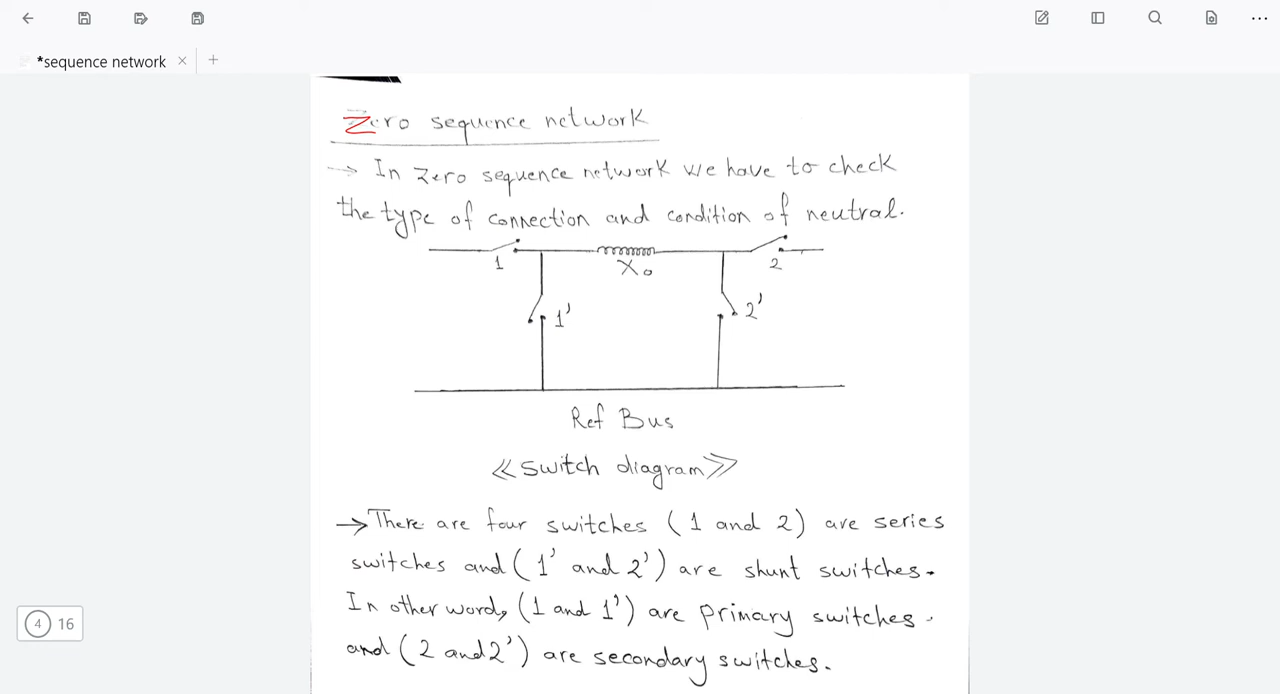 *sequence network
Zero sequence network
→ In Zero sequence network we have to check
the type of connection and condition of neutral.
1
X₀
2
1'
2'
Ref Bus
≪ Switch diagram ≫
→ There are four switches (1 and 2) are series
switches and (1' and 2') are shunt switches.
In other word, (1 and 1') are primary switches.
and (2 and 2') are secondary switches.
4 16